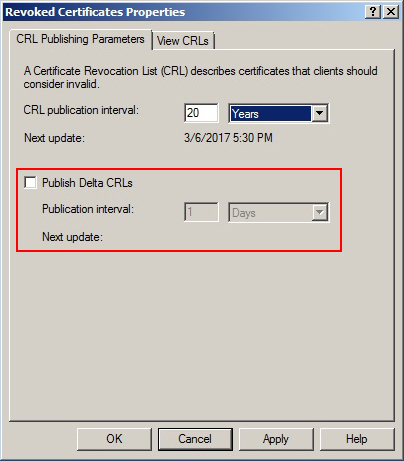 Revoked Certificates Properties
CRL Publishing Parameters
View CRLs
A Certificate Revocation List (CRL) describes certificates that clients should
consider invalid.
CRL publication interval: 20 Years
Next update: 3/6/2017 5:30 PM
Publish Delta CRLs
Publication interval: 1 Days
Next update:
OK Cancel Apply Help